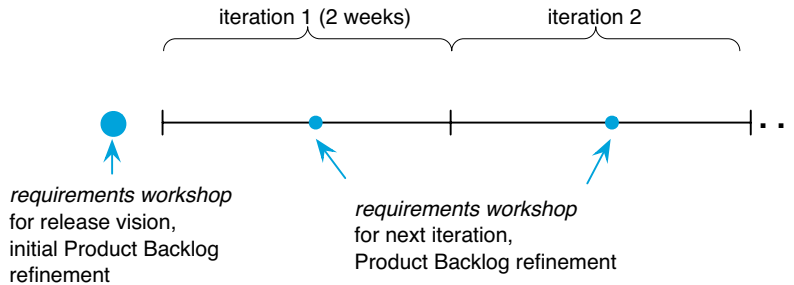 iteration 1 (2 weeks)
iteration 2
. .
requirements workshop
for release vision,
initial Product Backlog
refinement
requirements workshop
for next iteration,
Product Backlog refinement